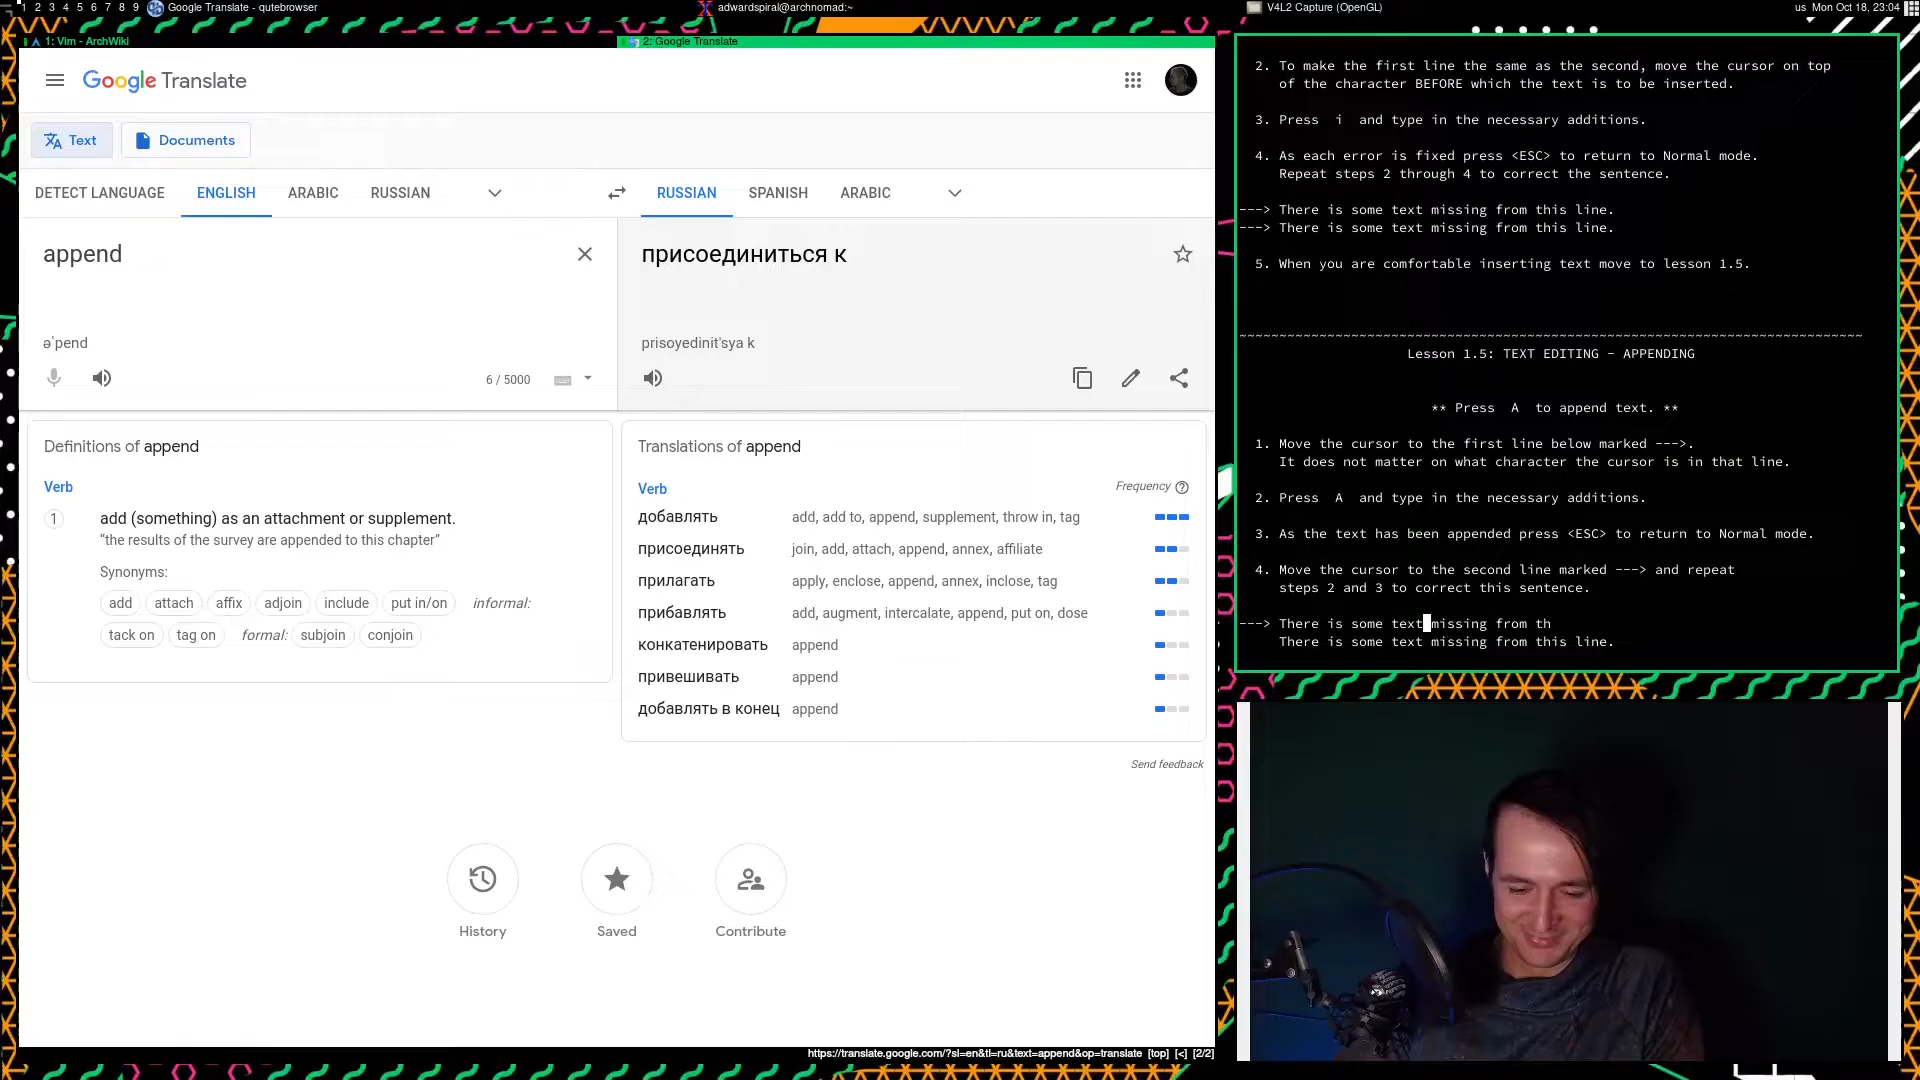 1 2 3 4 5 6 7 8 9 Google Translate - qutebrowser
adwardspiral@archnomad:~
V4L2 Capture (OpenGL)
us Mon Oct 18, 23:04
1: Vim - ArchWiki
2: Google Translate
Google Translate
Text
Documents
DETECT LANGUAGE ENGLISH ARABIC RUSSIAN
RUSSIAN SPANISH ARABIC
append
əˈpend
6 / 5000
присоединиться к
prisoyedinit'sya k
Definitions of append
Verb
1 add (something) as an attachment or supplement.
“the results of the survey are appended to this chapter”
Synonyms:
add attach affix adjoin include put in/on informal:
tack on tag on formal: subjoin conjoin
Translations of append
Verb Frequency
добавлять add, add to, append, supplement, throw in, tag
присоединять join, add, attach, append, annex, affiliate
прилагать apply, enclose, append, annex, inclose, tag
прибавлять add, augment, intercalate, append, put on, dose
конкатенировать append
привешивать append
добавлять в конец append
Send feedback
History
Saved
Contribute
https://translate.google.com/?sl=en&tl=ru&text=append&op=translate [top] [<] [2/2]
2. To make the first line the same as the second, move the cursor on top
of the character BEFORE which the text is to be inserted.
3. Press i and type in the necessary additions.
4. As each error is fixed press <ESC> to return to Normal mode.
Repeat steps 2 through 4 to correct the sentence.
---> There is some text missing from this line.
---> There is some text missing from this line.
5. When you are comfortable inserting text move to lesson 1.5.
~~~~~~~~~~~~~~~~~~~~~~~~~~~~~~~~~~~~~~~~~~~~~~~~~~~~~~~~~~~~~~~~~~~~~~~~~~~~~~
Lesson 1.5: TEXT EDITING - APPENDING
** Press A to append text. **
1. Move the cursor to the first line below marked --->.
It does not matter on what character the cursor is in that line.
2. Press A and type in the necessary additions.
3. As the text has been appended press <ESC> to return to Normal mode.
4. Move the cursor to the second line marked ---> and repeat
steps 2 and 3 to correct this sentence.
---> There is some text missing from th
There is some text missing from this line.